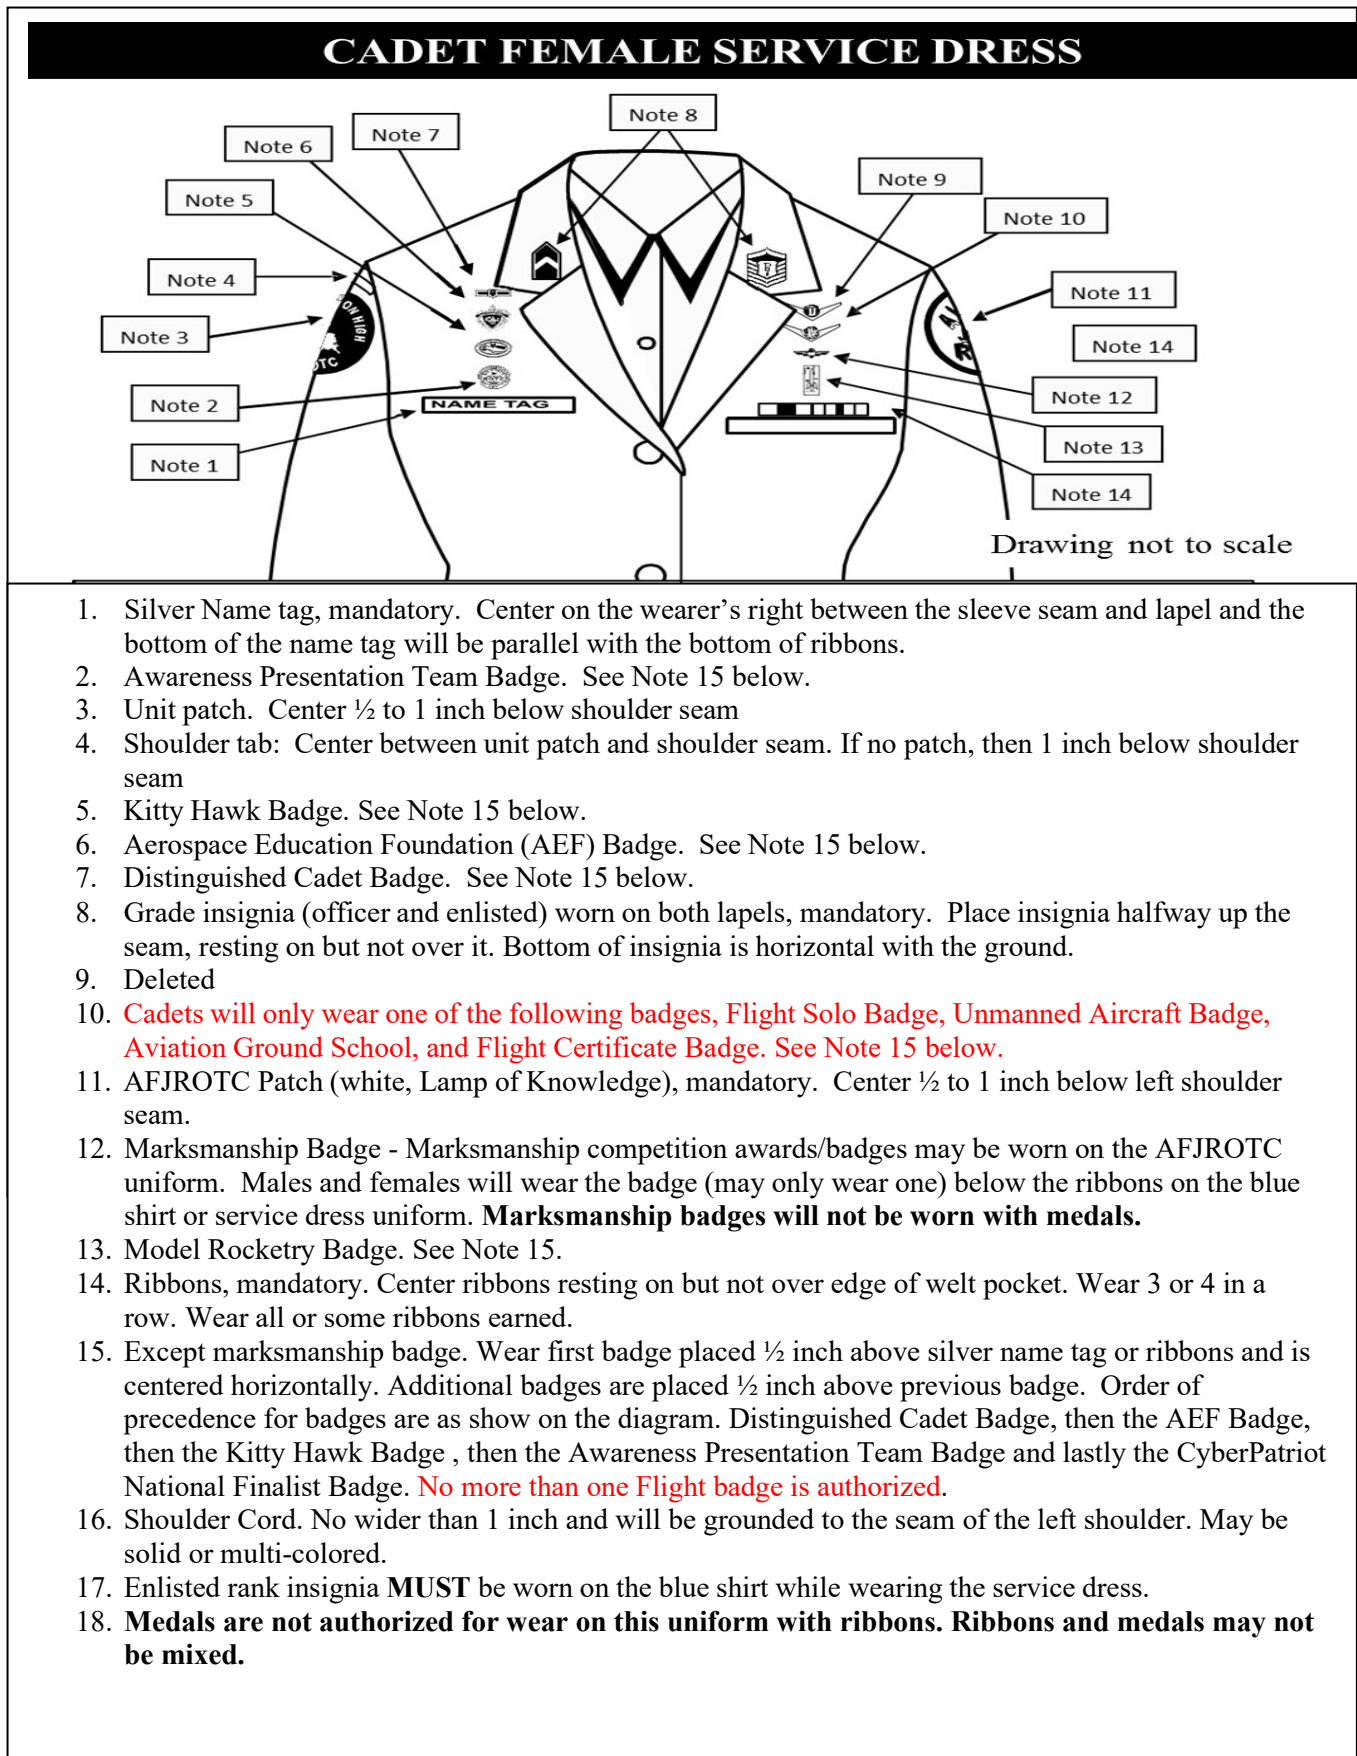 CADET FEMALE SERVICE DRESS
Note 8
Note 7
Note 6
Note 9
Note 5
Note 10
Note 4
Note 11
ON HIGH
OTC
Note 3
Note 14
Note 12
Note 2
NAME TAG
Note 13
Note 1
Note 14
Drawing not to scale
1. Silver Name tag, mandatory. Center on the wearer’s right between the sleeve seam and lapel and the
bottom of the name tag will be parallel with the bottom of ribbons.
2. Awareness Presentation Team Badge. See Note 15 below.
3. Unit patch. Center ½ to 1 inch below shoulder seam
4. Shoulder tab: Center between unit patch and shoulder seam. If no patch, then 1 inch below shoulder
seam
5. Kitty Hawk Badge. See Note 15 below.
6. Aerospace Education Foundation (AEF) Badge. See Note 15 below.
7. Distinguished Cadet Badge. See Note 15 below.
8. Grade insignia (officer and enlisted) worn on both lapels, mandatory. Place insignia halfway up the
seam, resting on but not over it. Bottom of insignia is horizontal with the ground.
9. Deleted
10. Cadets will only wear one of the following badges, Flight Solo Badge, Unmanned Aircraft Badge,
Aviation Ground School, and Flight Certificate Badge. See Note 15 below.
11. AFJROTC Patch (white, Lamp of Knowledge), mandatory. Center ½ to 1 inch below left shoulder
seam.
12. Marksmanship Badge - Marksmanship competition awards/badges may be worn on the AFJROTC
uniform. Males and females will wear the badge (may only wear one) below the ribbons on the blue
shirt or service dress uniform. Marksmanship badges will not be worn with medals.
13. Model Rocketry Badge. See Note 15.
14. Ribbons, mandatory. Center ribbons resting on but not over edge of welt pocket. Wear 3 or 4 in a
row. Wear all or some ribbons earned.
15. Except marksmanship badge. Wear first badge placed ½ inch above silver name tag or ribbons and is
centered horizontally. Additional badges are placed ½ inch above previous badge. Order of
precedence for badges are as show on the diagram. Distinguished Cadet Badge, then the AEF Badge,
then the Kitty Hawk Badge , then the Awareness Presentation Team Badge and lastly the CyberPatriot
National Finalist Badge. No more than one Flight badge is authorized.
16. Shoulder Cord. No wider than 1 inch and will be grounded to the seam of the left shoulder. May be
solid or multi-colored.
17. Enlisted rank insignia MUST be worn on the blue shirt while wearing the service dress.
18. Medals are not authorized for wear on this uniform with ribbons. Ribbons and medals may not
be mixed.